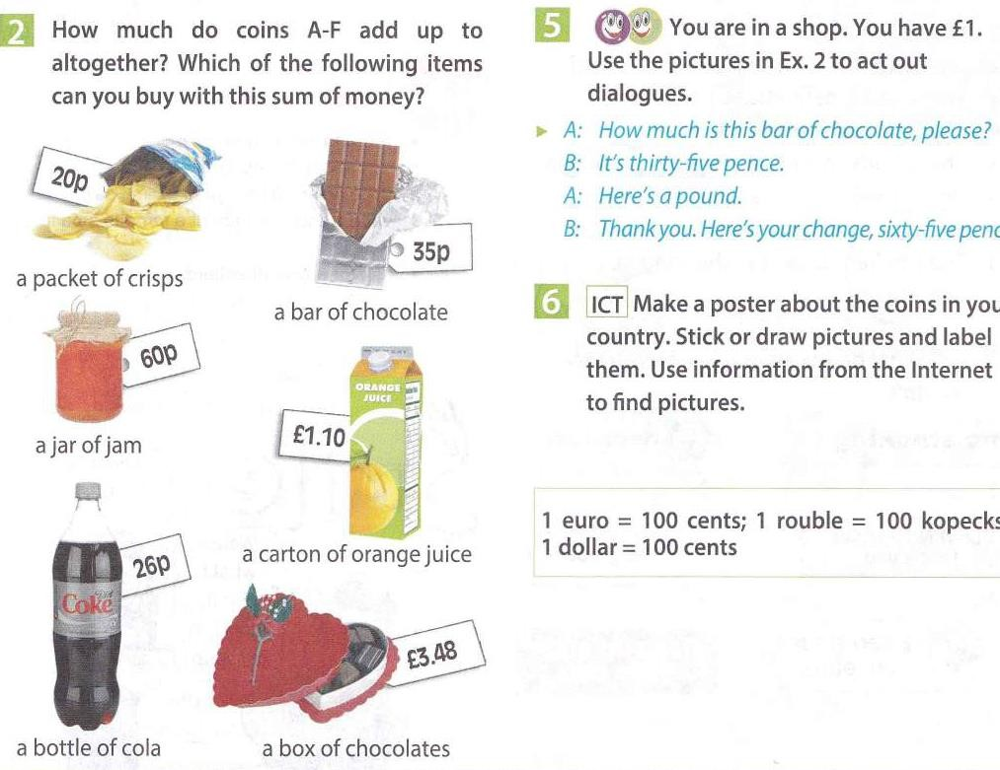 2 How much do coins A-F add up to
altogether? Which of the following items
can you buy with this sum of money?
20p
a packet of crisps
35p
a bar of chocolate
60p
a jar of jam
ORANGE
JUICE
£1.10
a carton of orange juice
26p
Coke
a bottle of cola
£3.48
a box of chocolates
5 You are in a shop. You have £1.
Use the pictures in Ex. 2 to act out
dialogues.
A: How much is this bar of chocolate, please?
B: It's thirty-five pence.
A: Here's a pound.
B: Thank you. Here's your change, sixty-five penc
6 ICT Make a poster about the coins in you
country. Stick or draw pictures and label
them. Use information from the Internet
to find pictures.
1 euro = 100 cents; 1 rouble = 100 kopecks
1 dollar = 100 cents